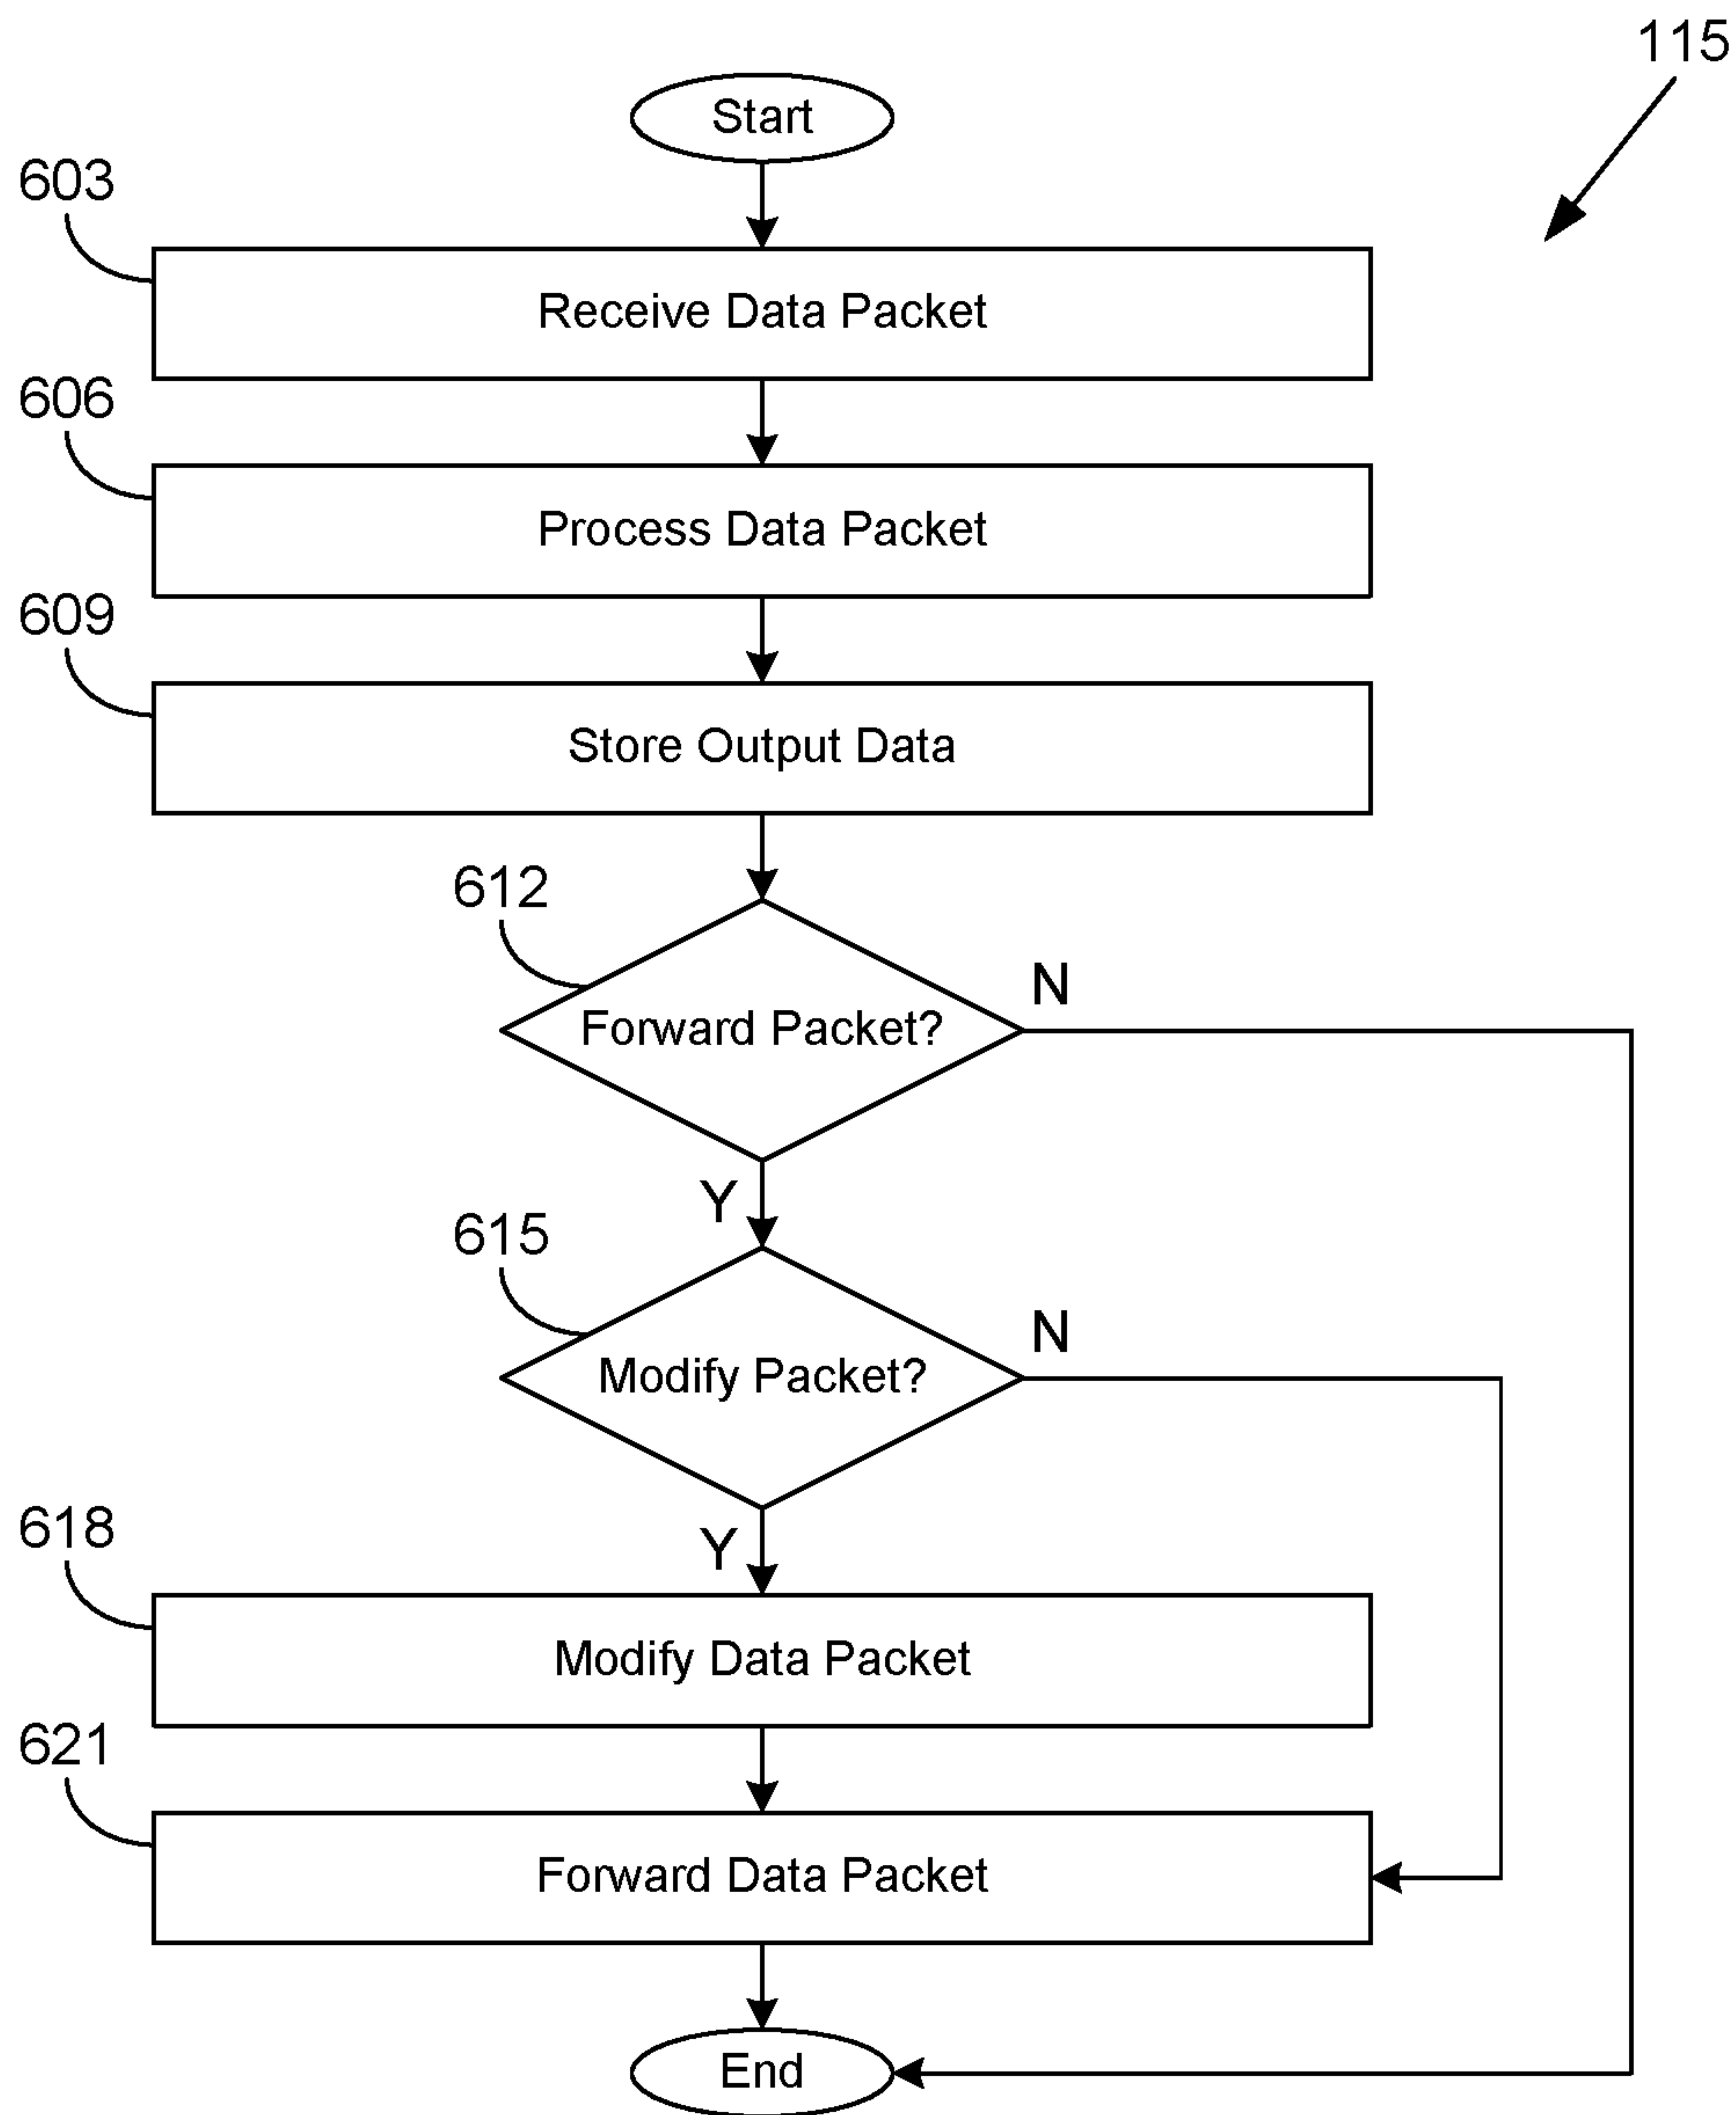 115
Start
603
Receive Data Packet
606
Process Data Packet
609
Store Output Data
612
N
Forward Packet?
Y
615
N
Modify Packet?
Y
618
Modify Data Packet
621
Forward Data Packet
End